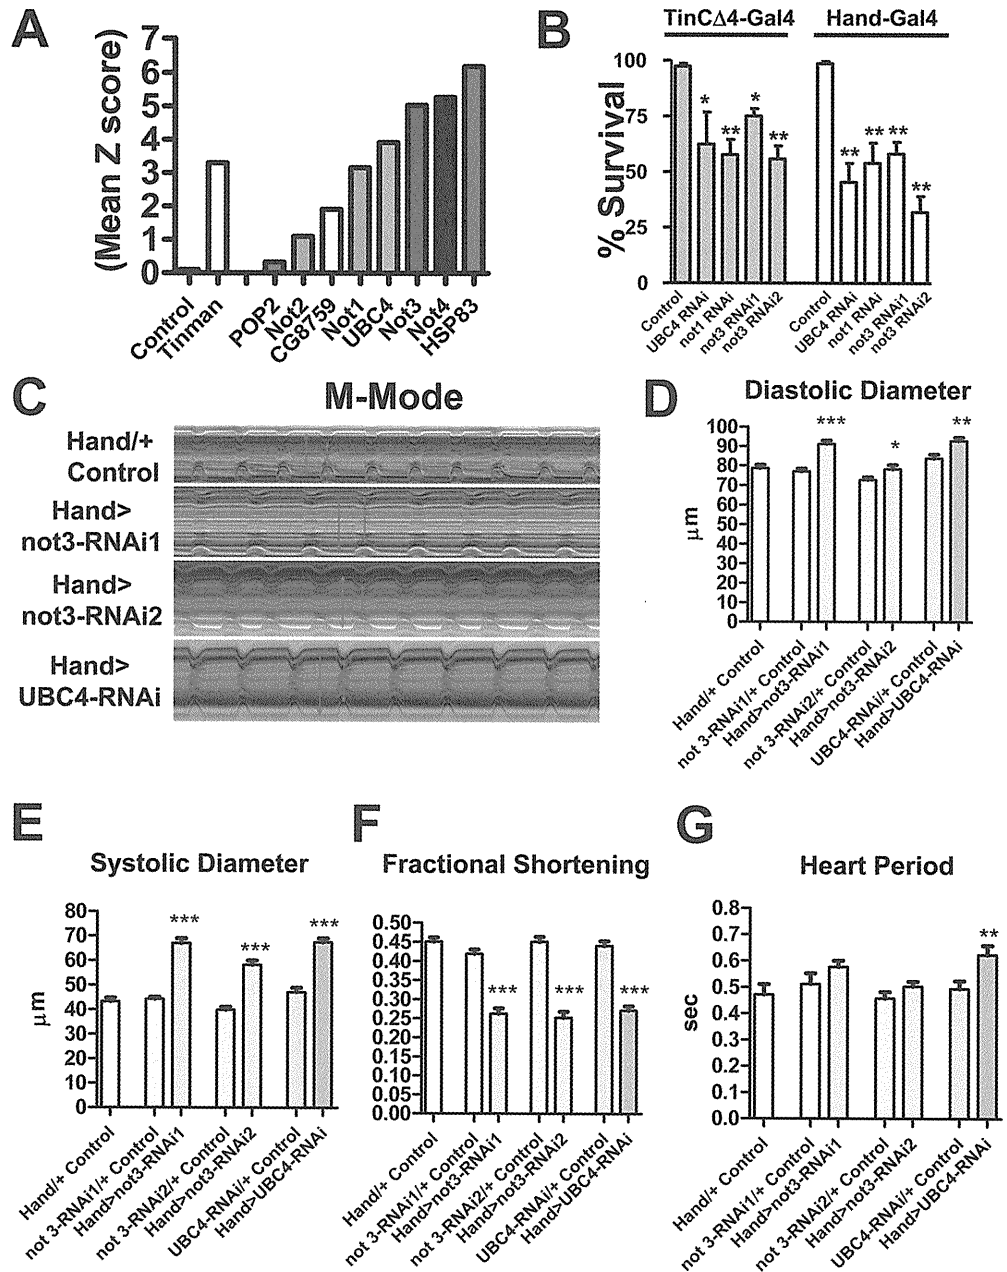 A
(Mean Z score)
7
6
5
4
3
2
1
0
Control
Tinman
POP2
Not2
CG8759
Not1
UBC4
Not3
Not4
HSP83
B
TinCΔ4-Gal4
Hand-Gal4
% Survival
100
75
50
25
0
*
**
*
**
**
**
**
**
Control
UBC4 RNAi
not1 RNAi
not3 RNAi1
not3 RNAi2
Control
UBC4 RNAi
not1 RNAi
not3 RNAi1
not3 RNAi2
C
M-Mode
Hand/+
Control
Hand>
not3-RNAi1
Hand>
not3-RNAi2
Hand>
UBC4-RNAi
D
Diastolic Diameter
μm
100
90
80
70
60
50
40
30
20
10
0
***
*
**
Hand/+ Control
not 3-RNAi1/+ Control
Hand>not3-RNAi1
not 3-RNAi2/+ Control
Hand>not3-RNAi2
UBC4-RNAi/+ Control
Hand>UBC4-RNAi
E
Systolic Diameter
μm
80
70
60
50
40
30
20
10
0
***
***
***
Hand/+ Control
not 3-RNAi1/+ Control
Hand>not3-RNAi1
not 3-RNAi2/+ Control
Hand>not3-RNAi2
UBC4-RNAi/+ Control
Hand>UBC4-RNAi
F
Fractional Shortening
0.50
0.45
0.40
0.35
0.30
0.25
0.20
0.15
0.10
0.05
0.00
***
***
***
Hand/+ Control
not 3-RNAi1/+ Control
Hand>not3-RNAi1
not 3-RNAi2/+ Control
Hand>not3-RNAi2
UBC4-RNAi/+ Control
Hand>UBC4-RNAi
G
Heart Period
sec
0.8
0.7
0.6
0.5
0.4
0.3
0.2
0.1
0.0
**
Hand/+ Control
not 3-RNAi1/+ Control
Hand>not3-RNAi1
not 3-RNAi2/+ Control
Hand>not3-RNAi2
UBC4-RNAi/+ Control
Hand>UBC4-RNAi